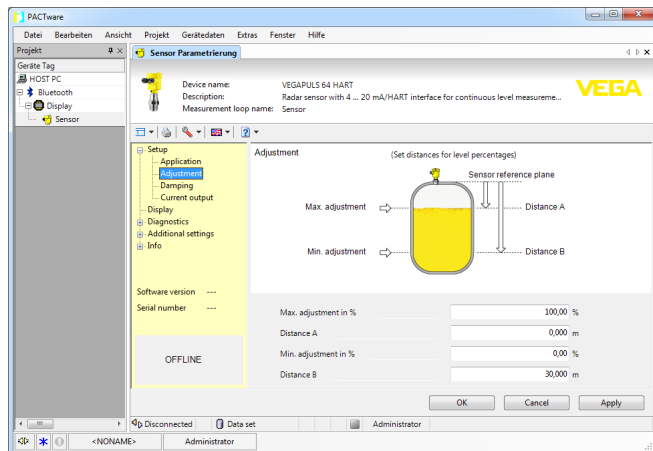 PACTware
Datei Bearbeiten Ansicht Projekt Gerätedaten Extras Fenster Hilfe
Projekt
Geräte Tag
HOST PC
Bluetooth
Display
Sensor
Sensor Parametrierung
Device name: VEGAPULS 64 HART
Description: Radar sensor with 4 ... 20 mA/HART interface for continuous level measureme...
Measurement loop name: Sensor
VEGA
Setup
Application
Adjustment
Damping
Current output
Display
Diagnostics
Additional settings
Info
Software version ---
Serial number ---
OFFLINE
Adjustment
(Set distances for level percentages)
Sensor reference plane
Max. adjustment
Distance A
Min. adjustment
Distance B
Max. adjustment in % 100,00 %
Distance A 0,000 m
Min. adjustment in % 0,00 %
Distance B 30,000 m
OK Cancel Apply
Disconnected Data set Administrator
<NONAME> Administrator